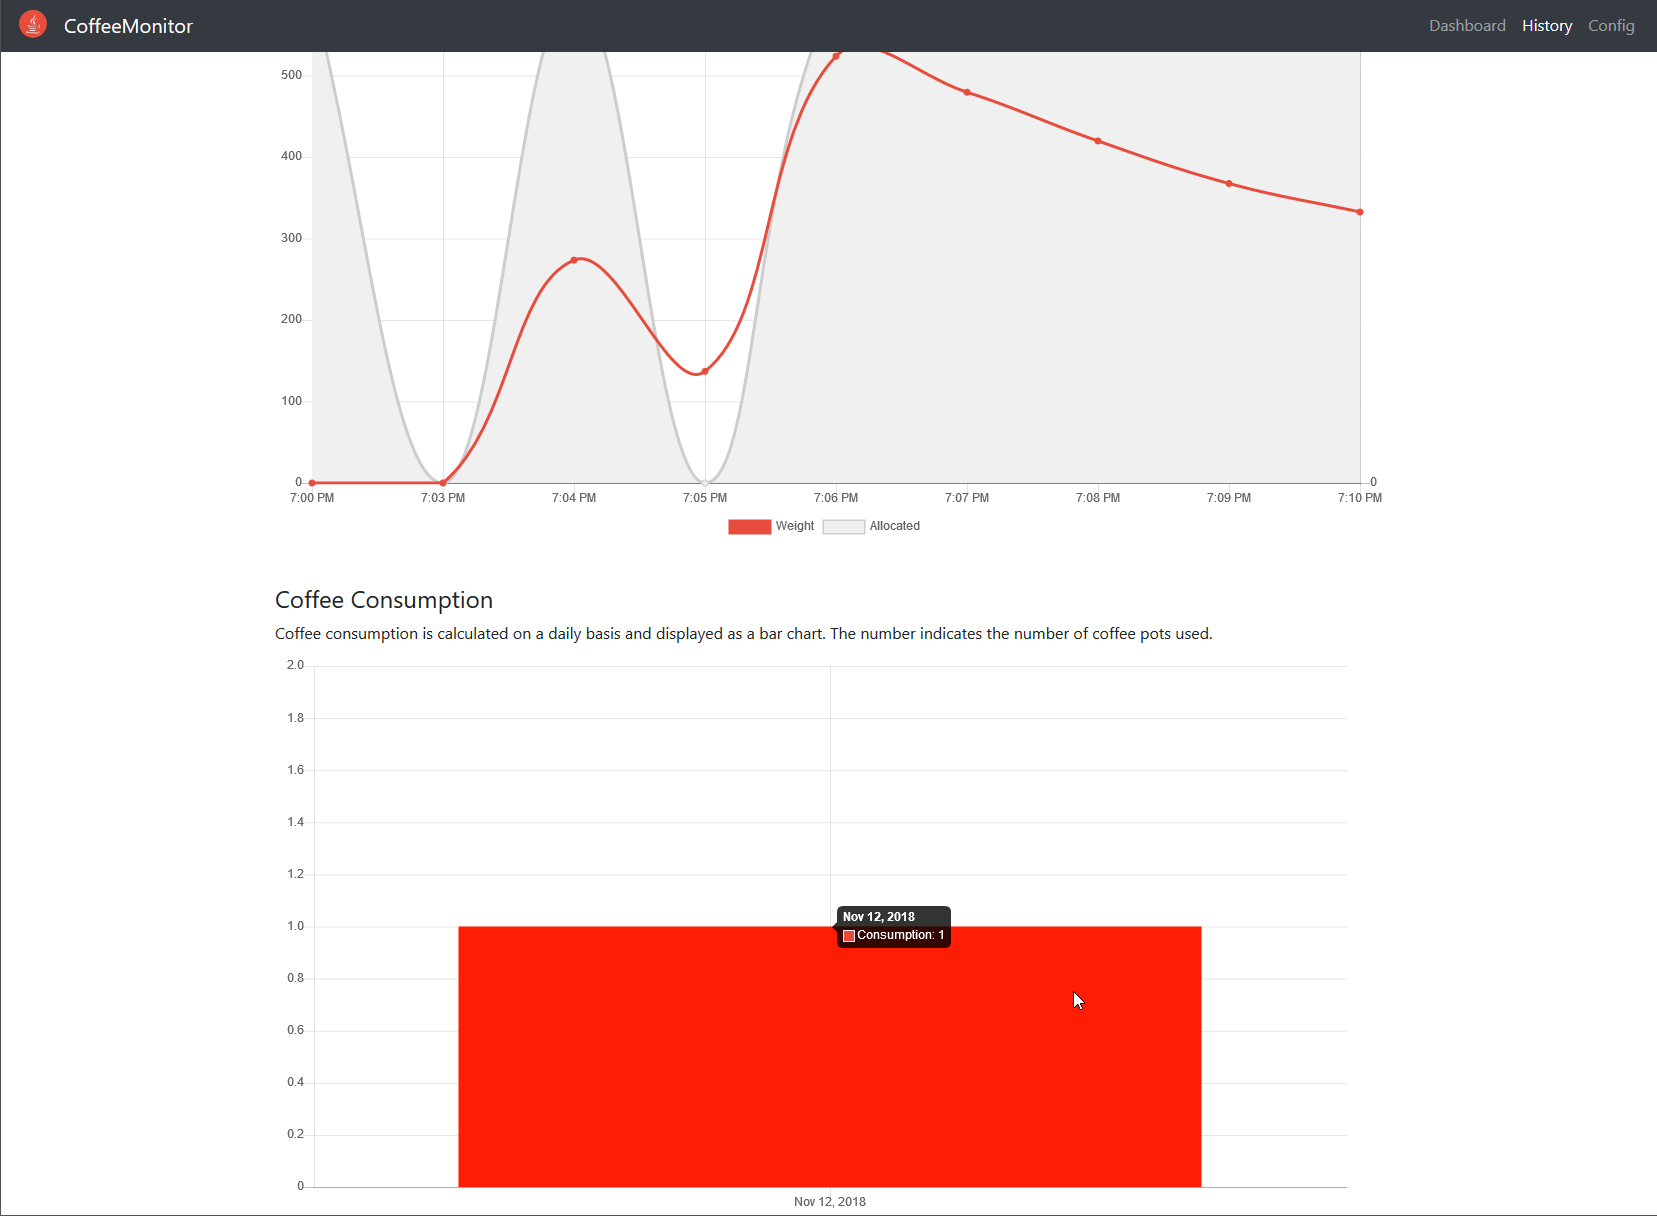 CoffeeMonitor Dashboard History Config
500
400
300
200
100
0 0
7:00 PM 7:03 PM 7:04 PM 7:05 PM 7:06 PM 7:07 PM 7:08 PM 7:09 PM 7:10 PM
Weight Allocated
Coffee Consumption
Coffee consumption is calculated on a daily basis and displayed as a bar chart. The number indicates the number of coffee pots used.
2.0
1.8
1.6
1.4
1.2
Nov 12, 2018
1.0
Consumption: 1
0.8
0.6
0.4
0.2
0
Nov 12, 2018